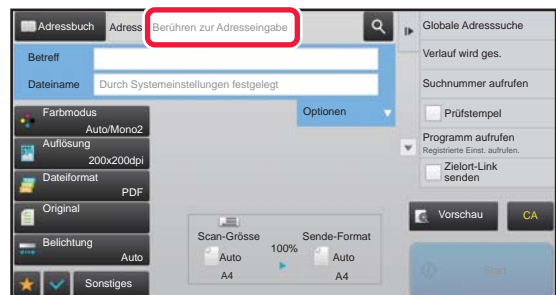 Adressbuch
Adress
Berühren zur Adresseingabe
Betreff
Dateiname
Durch Systemeinstellungen festgelegt
Optionen
Farbmodus
Auto/Mono2
Auflösung
200x200dpi
Dateiformat
PDF
Original
Belichtung
Auto
Sonstiges
Scan-Grösse
100%
Sende-Format
Auto
Auto
A4
A4
Globale Adresssuche
Verlauf wird ges.
Suchnummer aufrufen
Prüfstempel
Programm aufrufen
Registrierte Einst. aufrufen.
Zielort-Link
senden
Vorschau
CA
Start